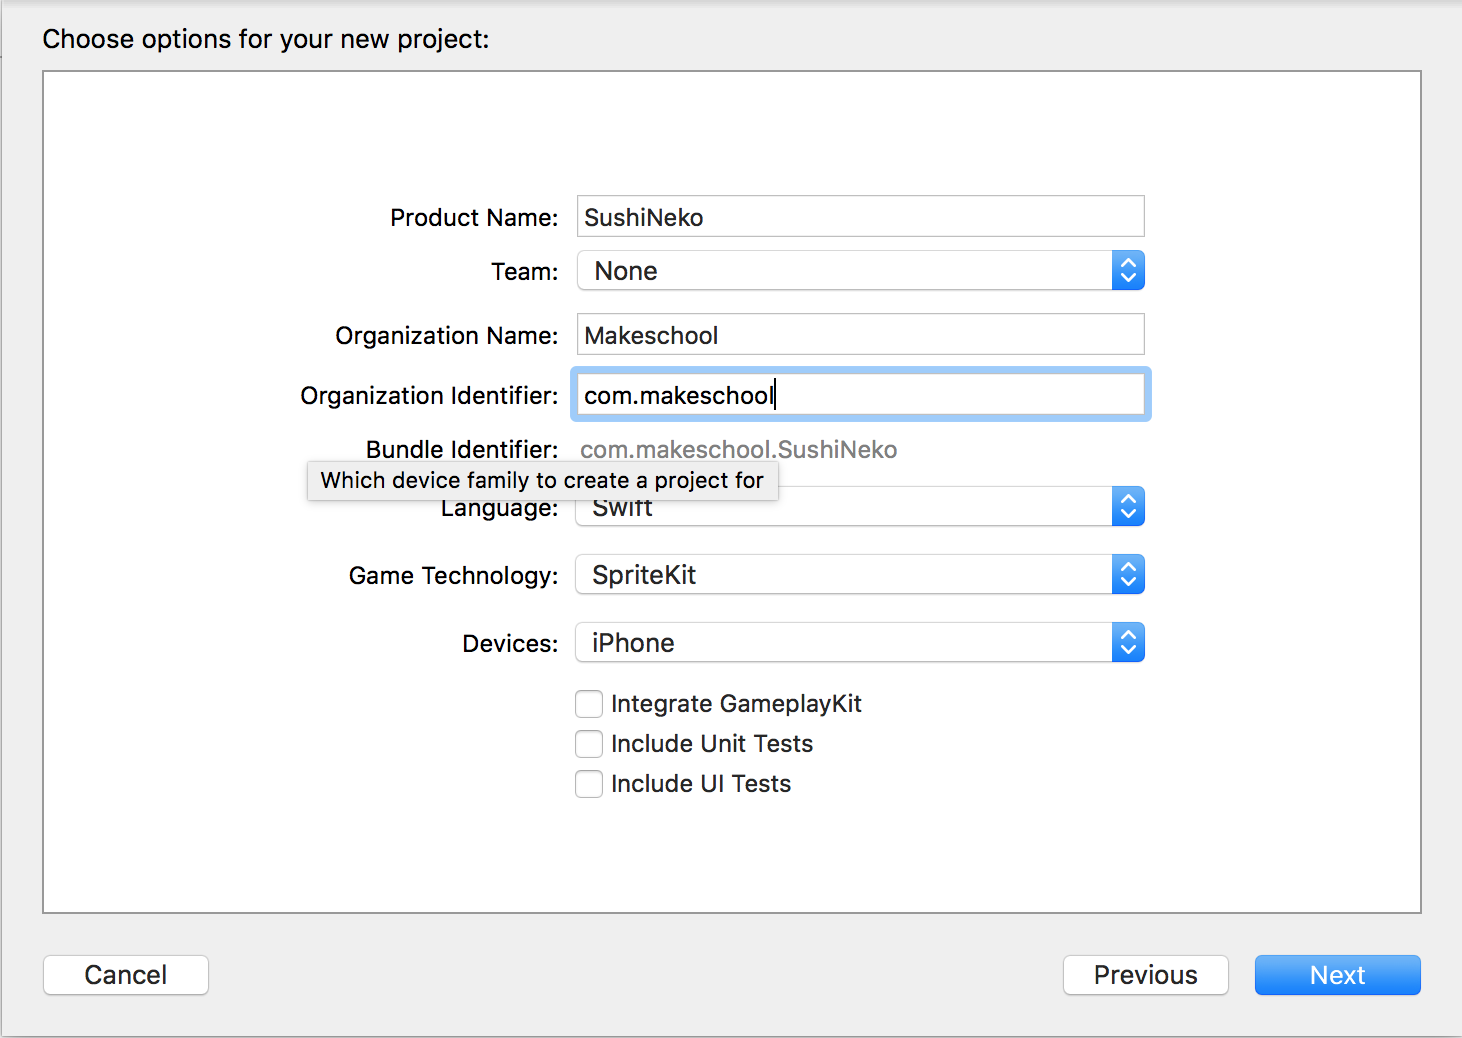 Choose options for your new project:
Product Name: SushiNeko
Team: None
Organization Name: Makeschool
Organization Identifier: com.makeschool
Bundle Identifier: com.makeschool.SushiNeko
Which device family to create a project for
Language: Swift
Game Technology: SpriteKit
Devices: iPhone
Integrate GameplayKit
Include Unit Tests
Include UI Tests
Cancel Previous Next